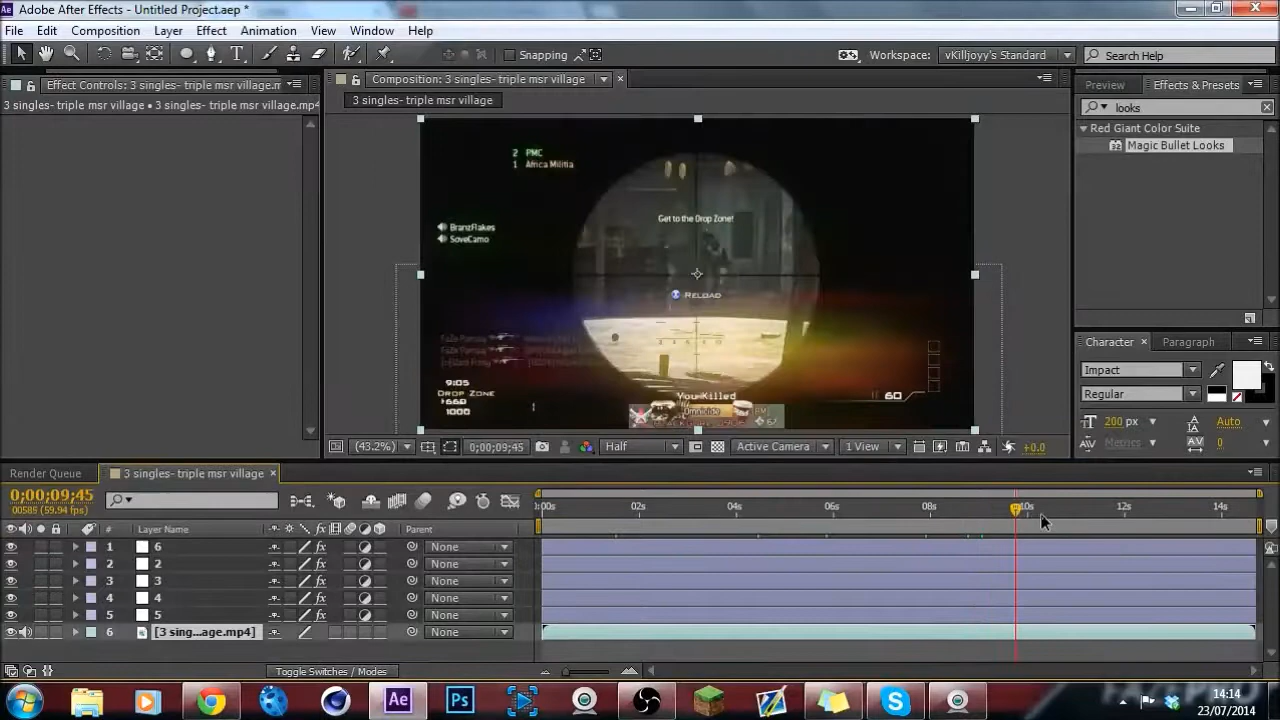 Adobe After Effects - Untitled Project.aep *
File Edit Composition Layer Effect Animation View Window Help
Snapping
Workspace: vKilljoyy's Standard
Search Help
Effect Controls: 3 singles- triple msr village.m
3 singles- triple msr village • 3 singles- triple msr village.mp4
Composition: 3 singles- triple msr village
3 singles- triple msr village
Preview Effects & Presets
looks
Red Giant Color Suite
Magic Bullet Looks
2 PMC
1 Africa Militia
Get to the Drop Zone!
BranzFlakes
SoveCamo
Reload
9:05
Drop Zone
1000
60
You Killed
Omnicide
Character Paragraph
Impact
Regular
200 px Auto
Metrics 0
(43.2%) 0;00;09;45 Half Active Camera 1 View +0.0
Render Queue 3 singles- triple msr village
0;00;09;45
00589 (59.94 fps)
:00s 02s 04s 06s 08s 10s 12s 14s
# Layer Name Parent
1 6 None
2 2 None
3 3 None
4 4 None
5 5 None
6 [3 sing...age.mp4] None
Toggle Switches / Modes
14:14
23/07/2014